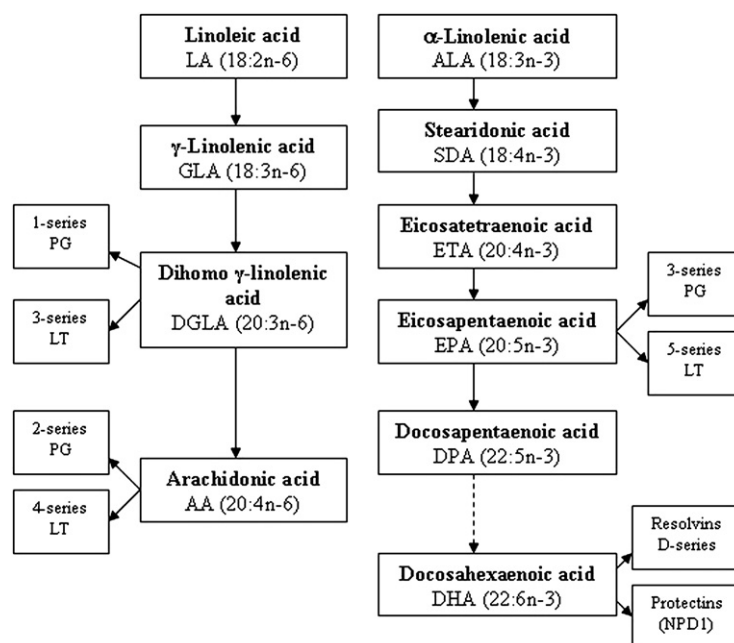 Linoleic acid
LA (18:2n-6)
γ-Linolenic acid
GLA (18:3n-6)
1-series
PG
Dihomo γ-linolenic
acid
DGLA (20:3n-6)
3-series
LT
2-series
PG
Arachidonic acid
AA (20:4n-6)
4-series
LT
α-Linolenic acid
ALA (18:3n-3)
Stearidonic acid
SDA (18:4n-3)
Eicosatetraenoic acid
ETA (20:4n-3)
Eicosapentaenoic acid
EPA (20:5n-3)
3-series
PG
5-series
LT
Docosapentaenoic acid
DPA (22:5n-3)
Docosahexaenoic acid
DHA (22:6n-3)
Resolvins
D-series
Protectins
(NPD1)